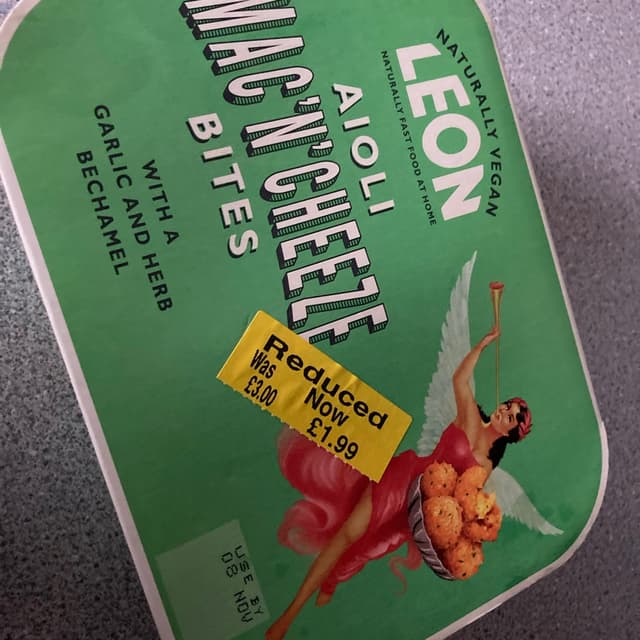 NATURALLY VEGAN
LEON
NATURALLY FAST FOOD AT HOME
AIOLI
MAC'N'CHEEZE
BITES
WITH A
GARLIC AND HERB
BECHAMEL
Reduced
Was Now
£3.00 £1.99
USE BY
08 NOV